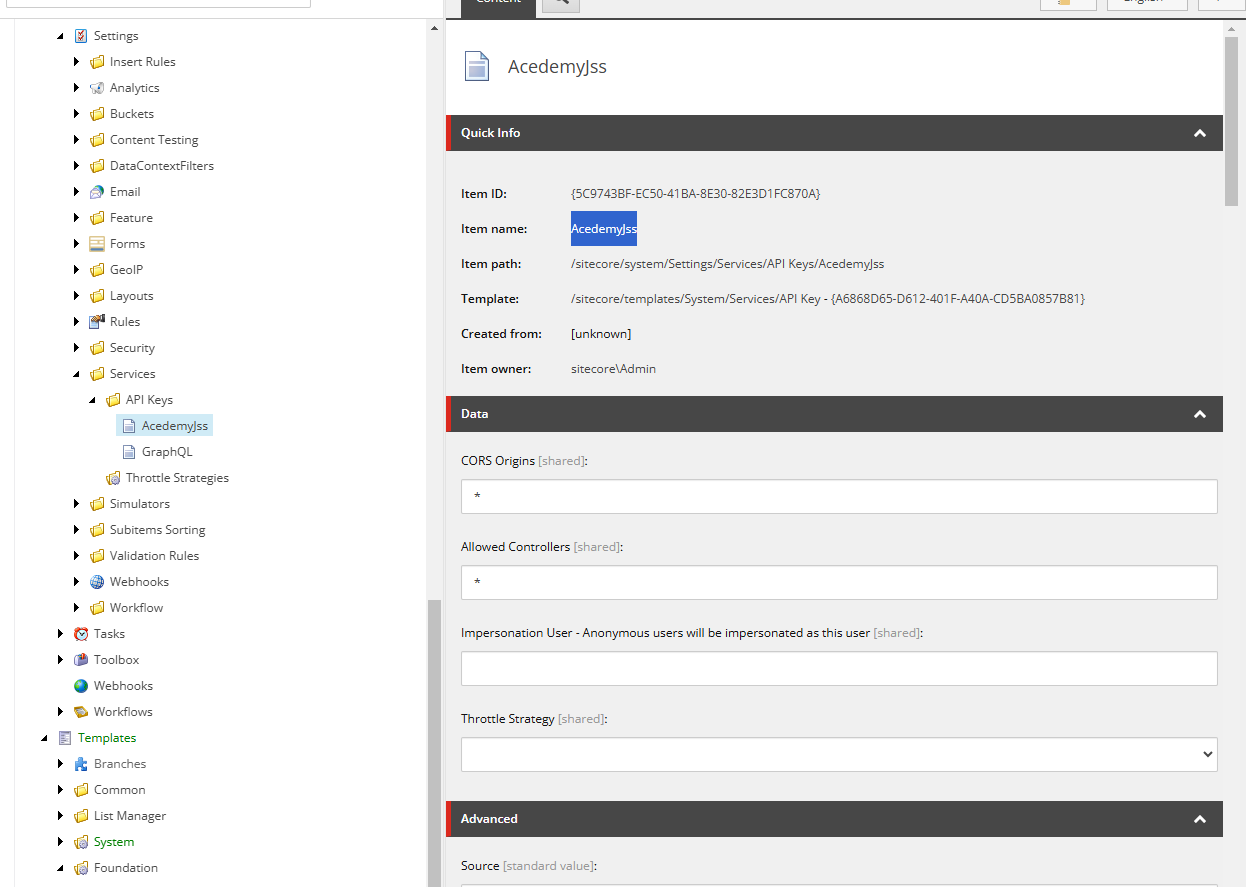 Settings
Insert Rules
Analytics
Buckets
Content Testing
DataContextFilters
Email
Feature
Forms
GeoIP
Layouts
Rules
Security
Services
API Keys
AcedemyJss
GraphQL
Throttle Strategies
Simulators
Subitems Sorting
Validation Rules
Webhooks
Workflow
Tasks
Toolbox
Webhooks
Workflows
Templates
Branches
Common
List Manager
System
Foundation
Content
English
AcedemyJss
Quick Info
Item ID: {5C9743BF-EC50-41BA-8E30-82E3D1FC870A}
Item name: AcedemyJss
Item path: /sitecore/system/Settings/Services/API Keys/AcedemyJss
Template: /sitecore/templates/System/Services/API Key - {A6868D65-D612-401F-A40A-CD5BA0857B81}
Created from: [unknown]
Item owner: sitecore\Admin
Data
CORS Origins [shared]:
*
Allowed Controllers [shared]:
*
Impersonation User - Anonymous users will be impersonated as this user [shared]:
Throttle Strategy [shared]:
Advanced
Source [standard value]: